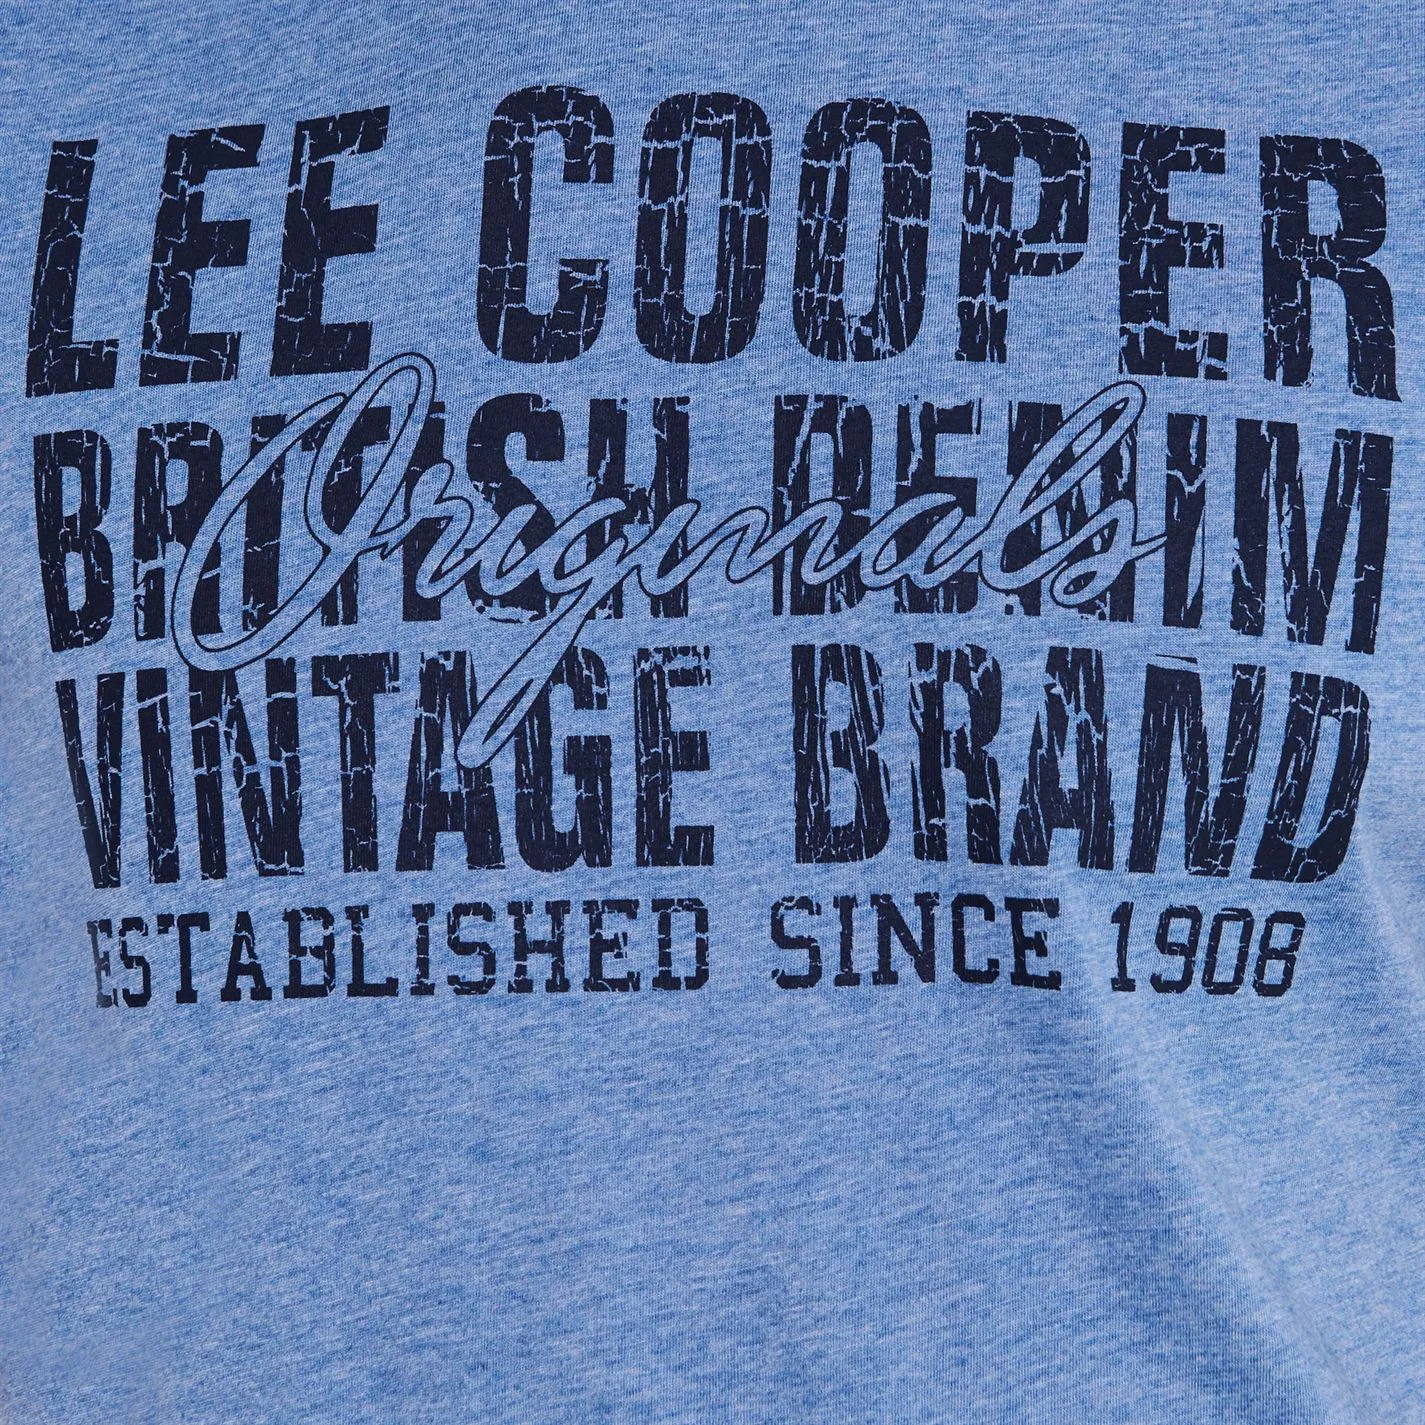 LEE COOPER
BRITISH DENIM
Originals
VINTAGE BRAND
ESTABLISHED SINCE 1908